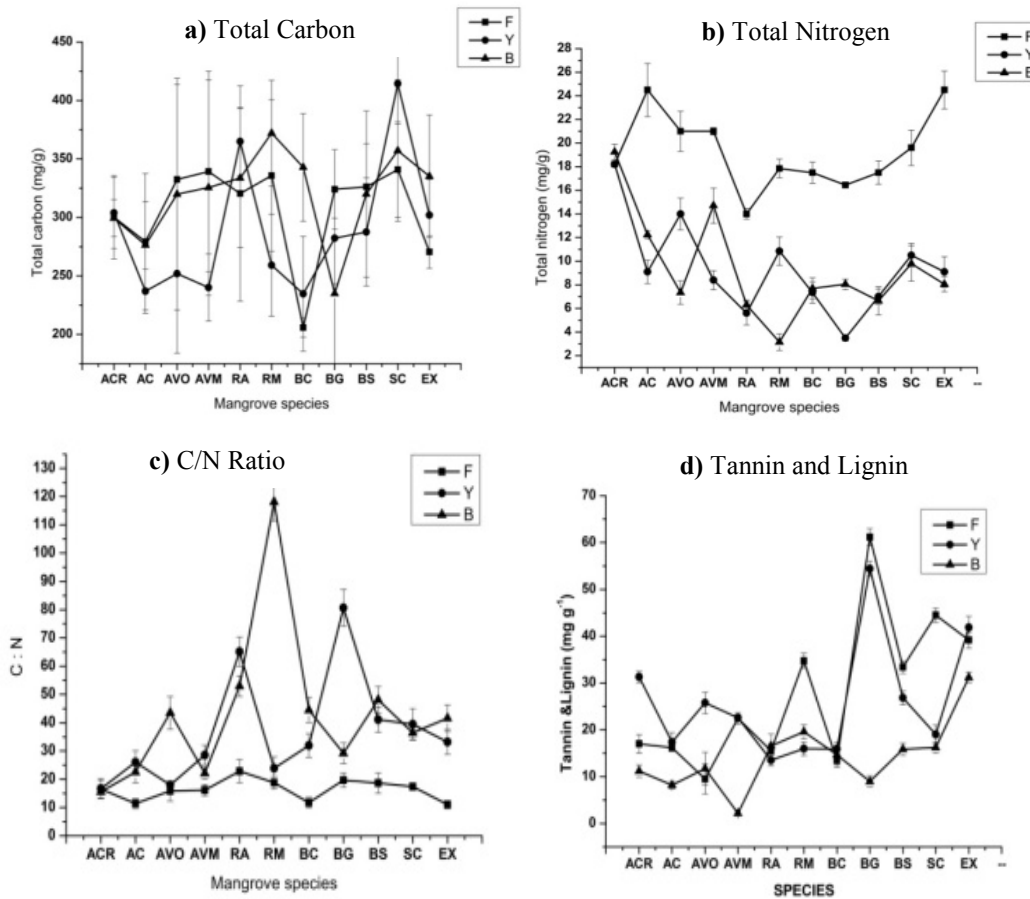 a) Total Carbon
F
Y
B
450
400
350
300
250
200
Total carbon (mg/g)
ACR AC AVO AVM RA RM BC BG BS SC EX
Mangrove species
b) Total Nitrogen
F
Y
28
26
24
22
20
18
16
14
12
10
8
6
4
2
Total nitrogen (mg/g)
ACR AC AVO AVM RA RM BC BG BS SC EX --
Mangrove species
c) C/N Ratio
F
Y
B
130
120
110
100
90
80
70
60
50
40
30
20
10
0
C : N
ACR AC AVO AVM RA RM BC BG BS SC EX
Mangrove species
d) Tannin and Lignin
F
Y
B
70
60
50
40
30
20
10
0
Tannin &Lignin (mg g⁻¹)
ACR AC AVO AVM RA RM BC BG BS SC EX --
SPECIES